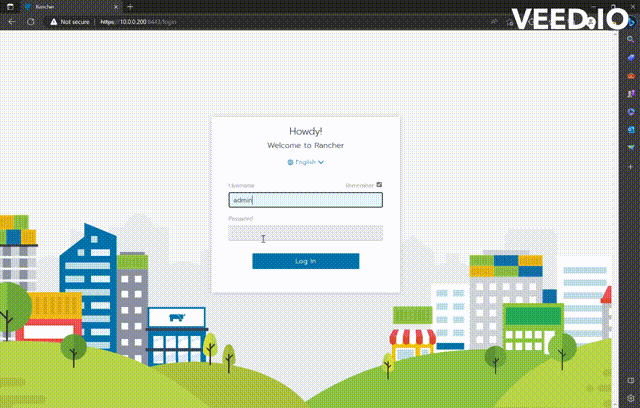 Rancher
VEED.IO
Not secure
https://10.0.0.200:8443/login
Howdy!
Welcome to Rancher
English
Username
Remember
admin
Password
Log In